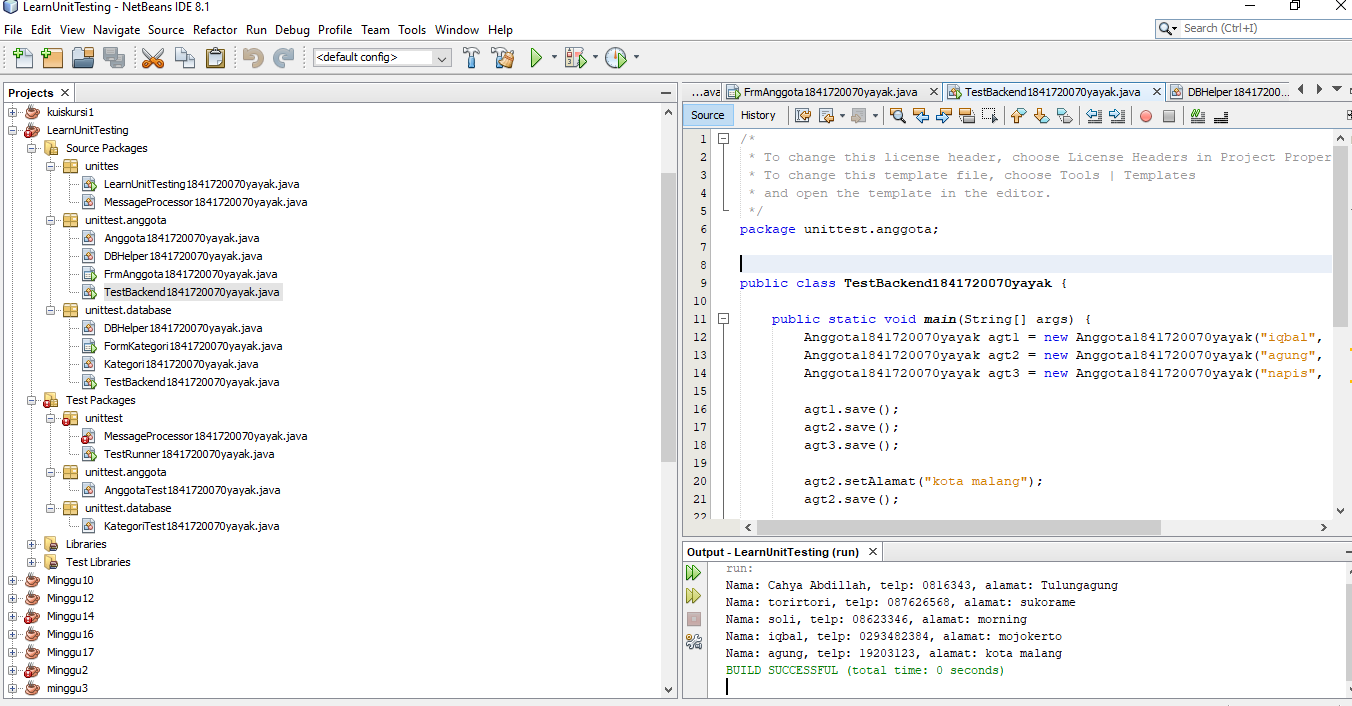 LearnUnitTesting - NetBeans IDE 8.1
File Edit View Navigate Source Refactor Run Debug Profile Team Tools Window Help
Search (Ctrl+I)
<default config>
Projects
kuiskursi1
LearnUnitTesting
Source Packages
unittes
LearnUnitTesting1841720070yayak.java
MessageProcessor1841720070yayak.java
unittest.anggota
Anggota1841720070yayak.java
DBHelper1841720070yayak.java
FrmAnggota1841720070yayak.java
TestBackend1841720070yayak.java
unittest.database
DBHelper1841720070yayak.java
FormKategori1841720070yayak.java
Kategori1841720070yayak.java
TestBackend1841720070yayak.java
Test Packages
unittest
MessageProcessor1841720070yayak.java
TestRunner1841720070yayak.java
unittest.anggota
AnggotaTest1841720070yayak.java
unittest.database
KategoriTest1841720070yayak.java
Libraries
Test Libraries
Minggu10
Minggu12
Minggu14
Minggu16
Minggu17
Minggu2
minggu3
...ava FrmAnggota1841720070yayak.java TestBackend1841720070yayak.java DBHelper18417200...
Source History
1 /*
2 * To change this license header, choose License Headers in Project Proper
3 * To change this template file, choose Tools | Templates
4 * and open the template in the editor.
5 */
6 package unittest.anggota;
7
8
9 public class TestBackend1841720070yayak {
10
11 public static void main(String[] args) {
12 Anggota1841720070yayak agt1 = new Anggota1841720070yayak("iqbal",
13 Anggota1841720070yayak agt2 = new Anggota1841720070yayak("agung",
14 Anggota1841720070yayak agt3 = new Anggota1841720070yayak("napis",
15
16 agt1.save();
17 agt2.save();
18 agt3.save();
19
20 agt2.setAlamat("kota malang");
21 agt2.save();
22
Output - LearnUnitTesting (run)
run:
Nama: Cahya Abdillah, telp: 0816343, alamat: Tulungagung
Nama: torirtori, telp: 087626568, alamat: sukorame
Nama: soli, telp: 08623346, alamat: morning
Nama: iqbal, telp: 0293482384, alamat: mojokerto
Nama: agung, telp: 19203123, alamat: kota malang
BUILD SUCCESSFUL (total time: 0 seconds)